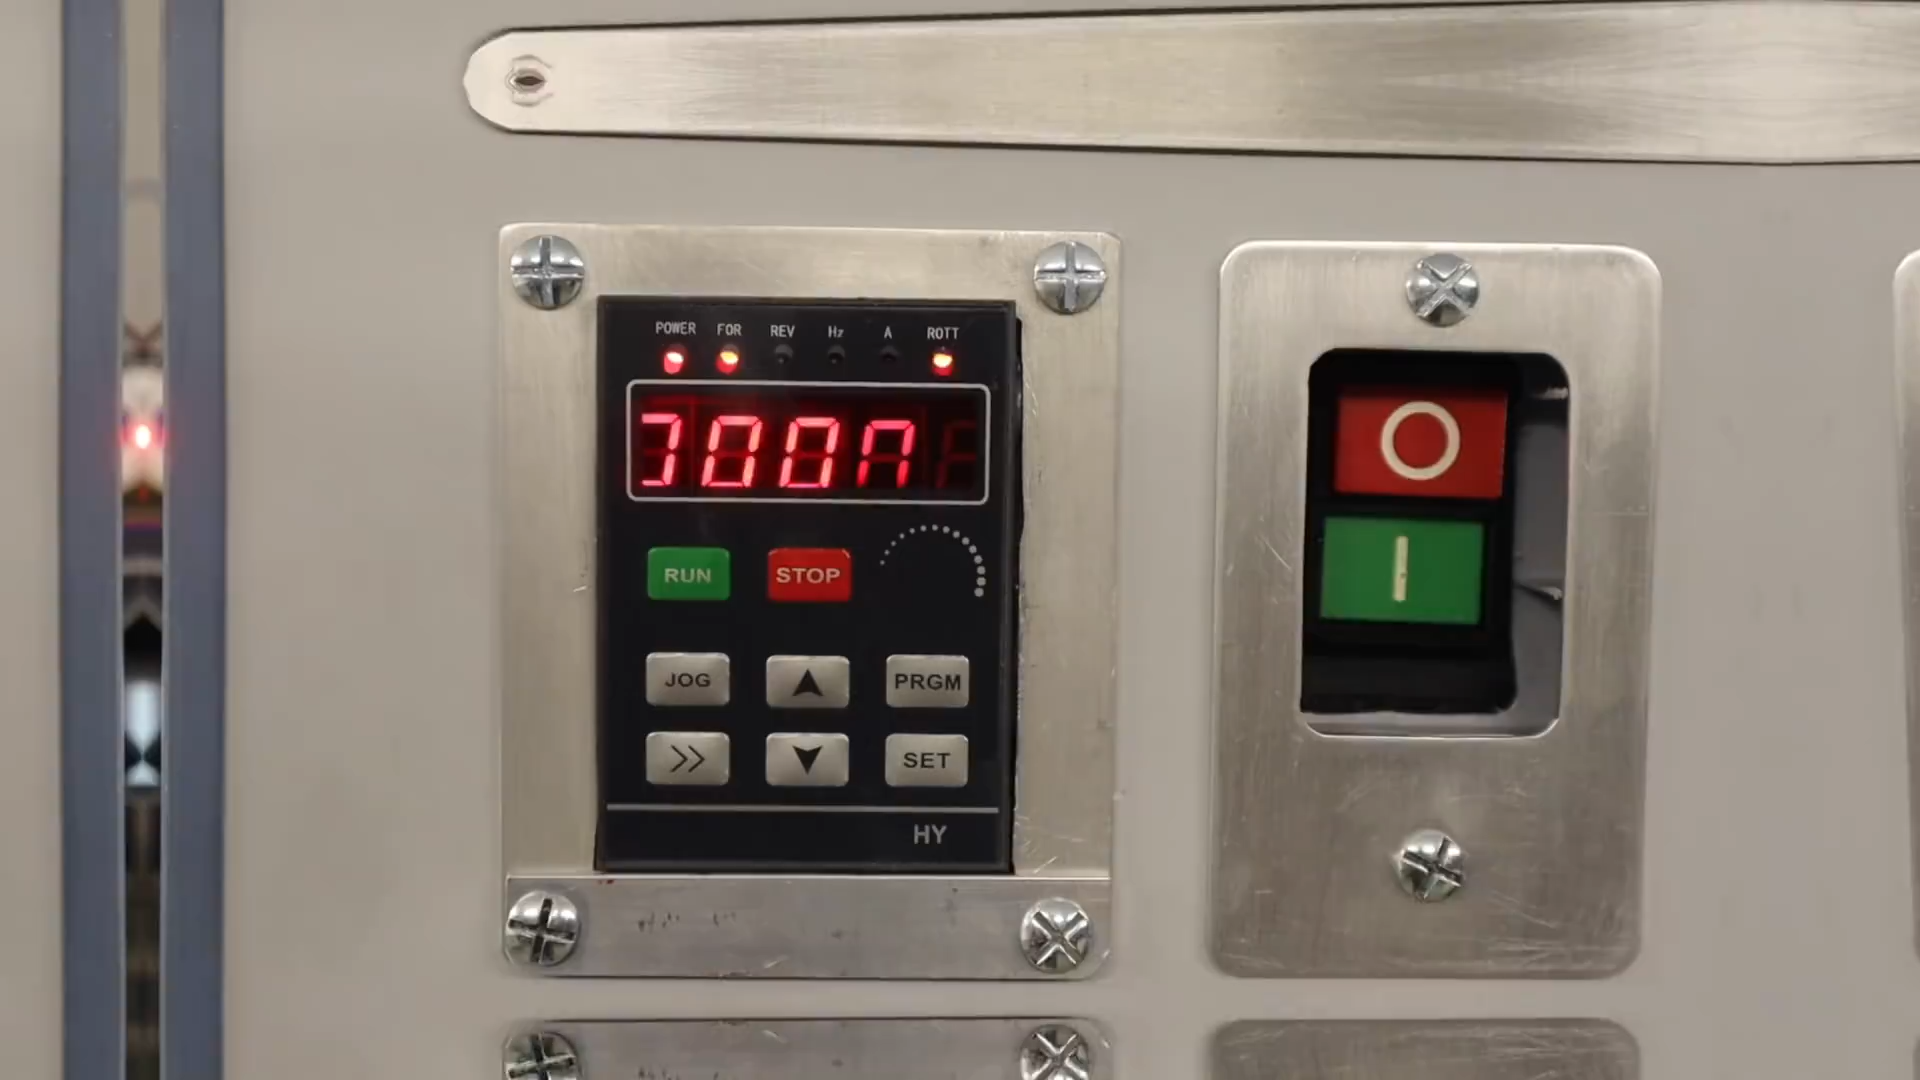 POWER FOR REV Hz A ROTT
RUN STOP
JOG PRGM
SET
HY